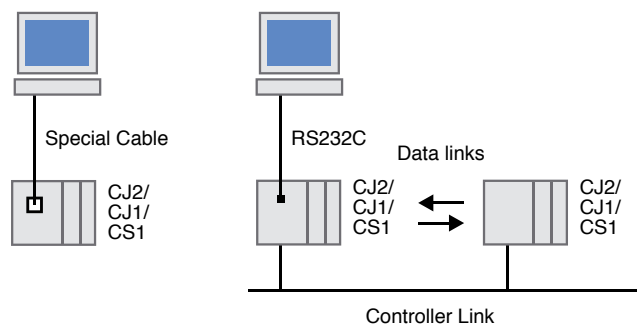 Special Cable
CJ2/
CJ1/
CS1
RS232C
Data links
CJ2/
CJ1/
CS1
CJ2/
CJ1/
CS1
Controller Link